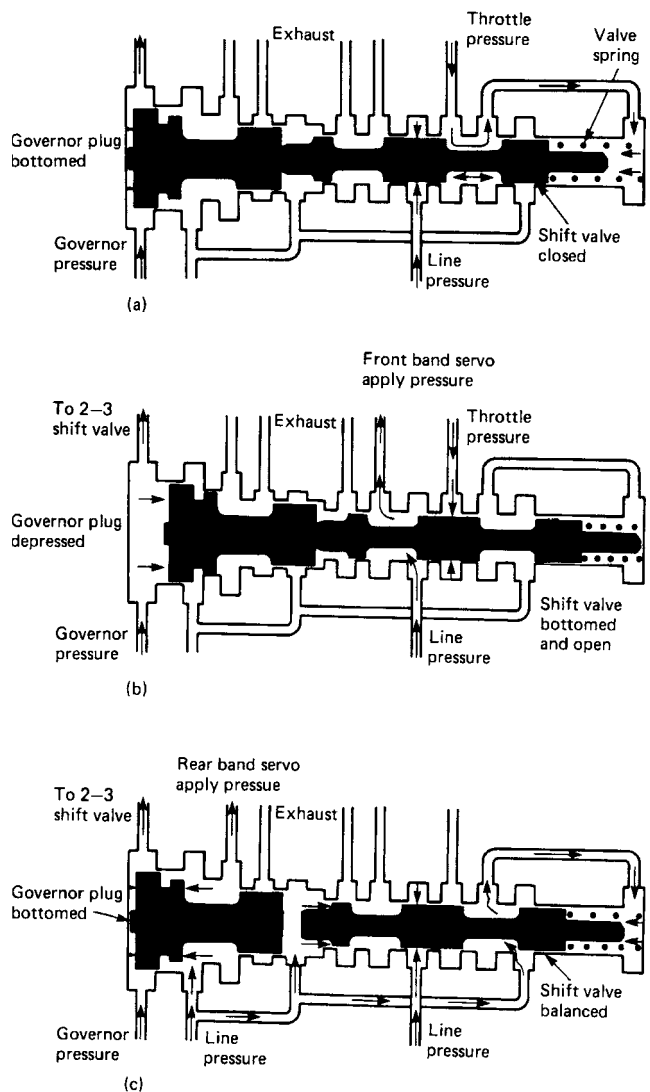 Exhaust
Throttle
pressure
Valve
spring
Governor plug
bottomed
Governor
pressure
Line
pressure
Shift valve
closed
(a)
Front band servo
apply pressure
To 2–3
shift valve
Exhaust
Throttle
pressure
Governor plug
depressed
Governor
pressure
Line
pressure
Shift valve
bottomed
and open
(b)
Rear band servo
apply pessue
To 2–3
shift valve
Exhaust
Governor plug
bottomed
Governor
pressure
Line
pressure
Line
pressure
Shift valve
balanced
(c)